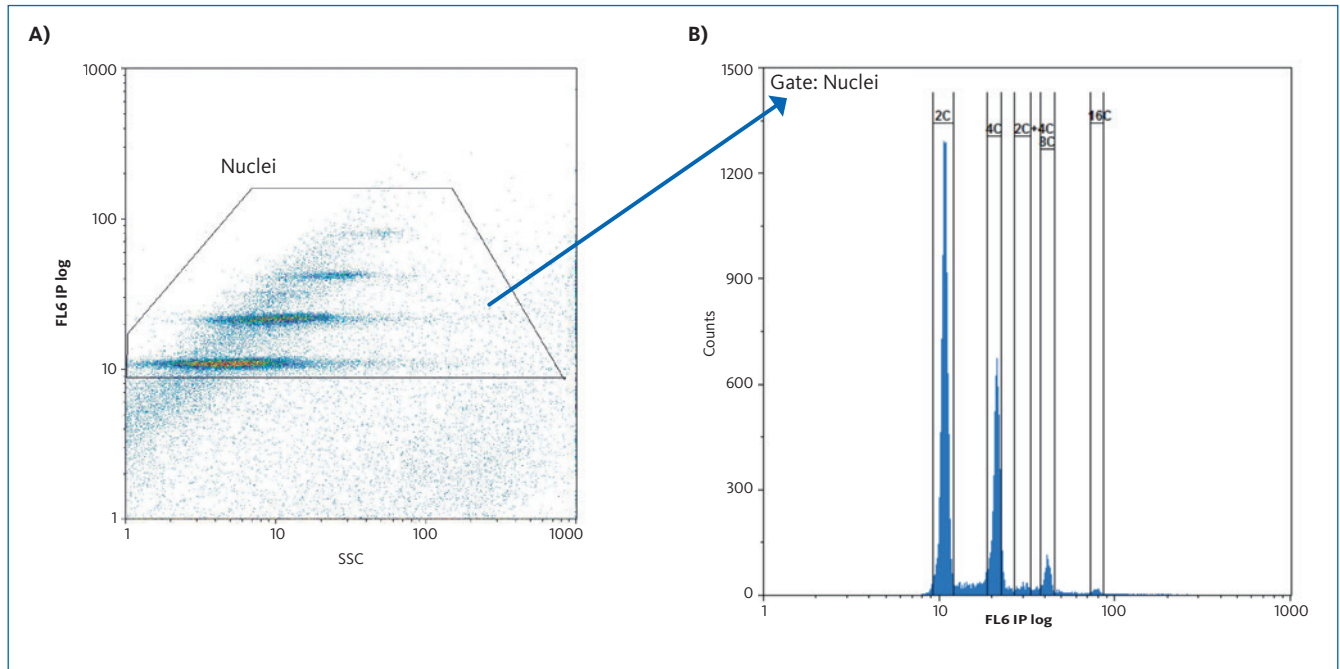 A)
1000
100
10
1
FL6 IP log
Nuclei
1 10 100 1000
SSC
B)
1500
1200
900
600
300
0
Counts
Gate: Nuclei
2C
4C 2C+4C
8C
16C
1 10 100 1000
FL6 IP log